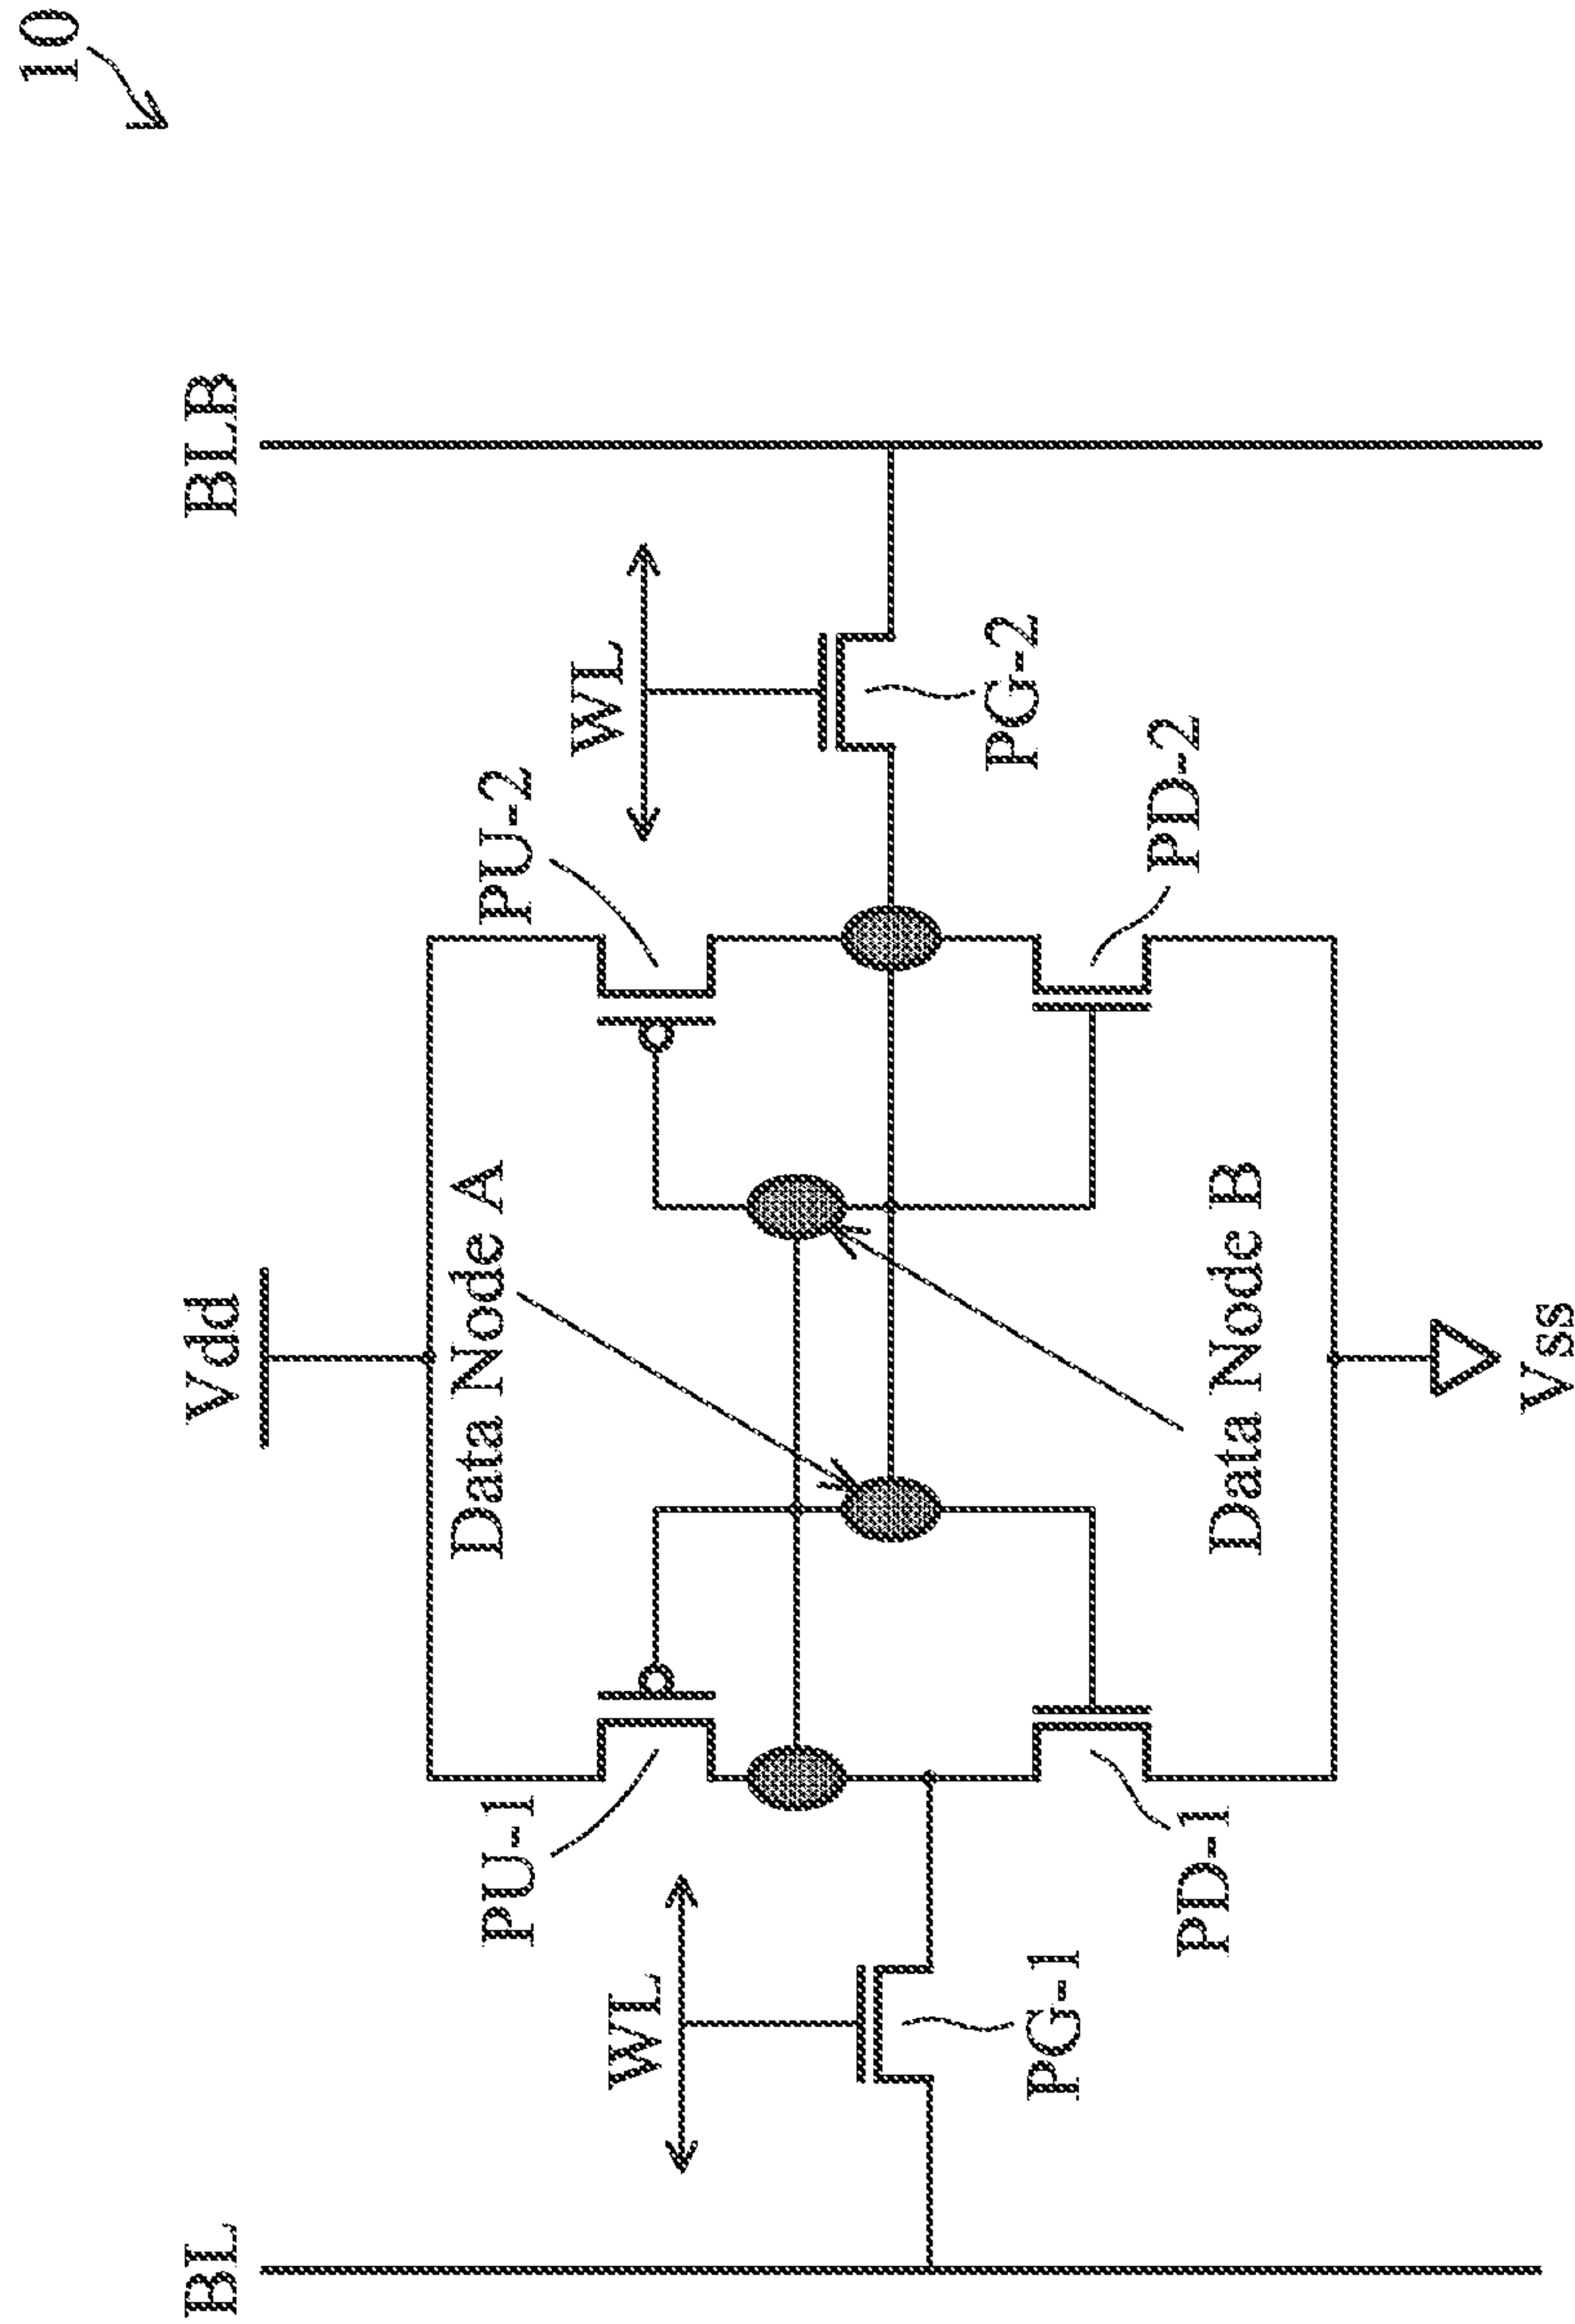 10
BL
Vdd
BLB
PU-1
Data Node A
PU-2
WL
WL
PG-1
PG-2
PD-1
Data Node B
PD-2
Vss